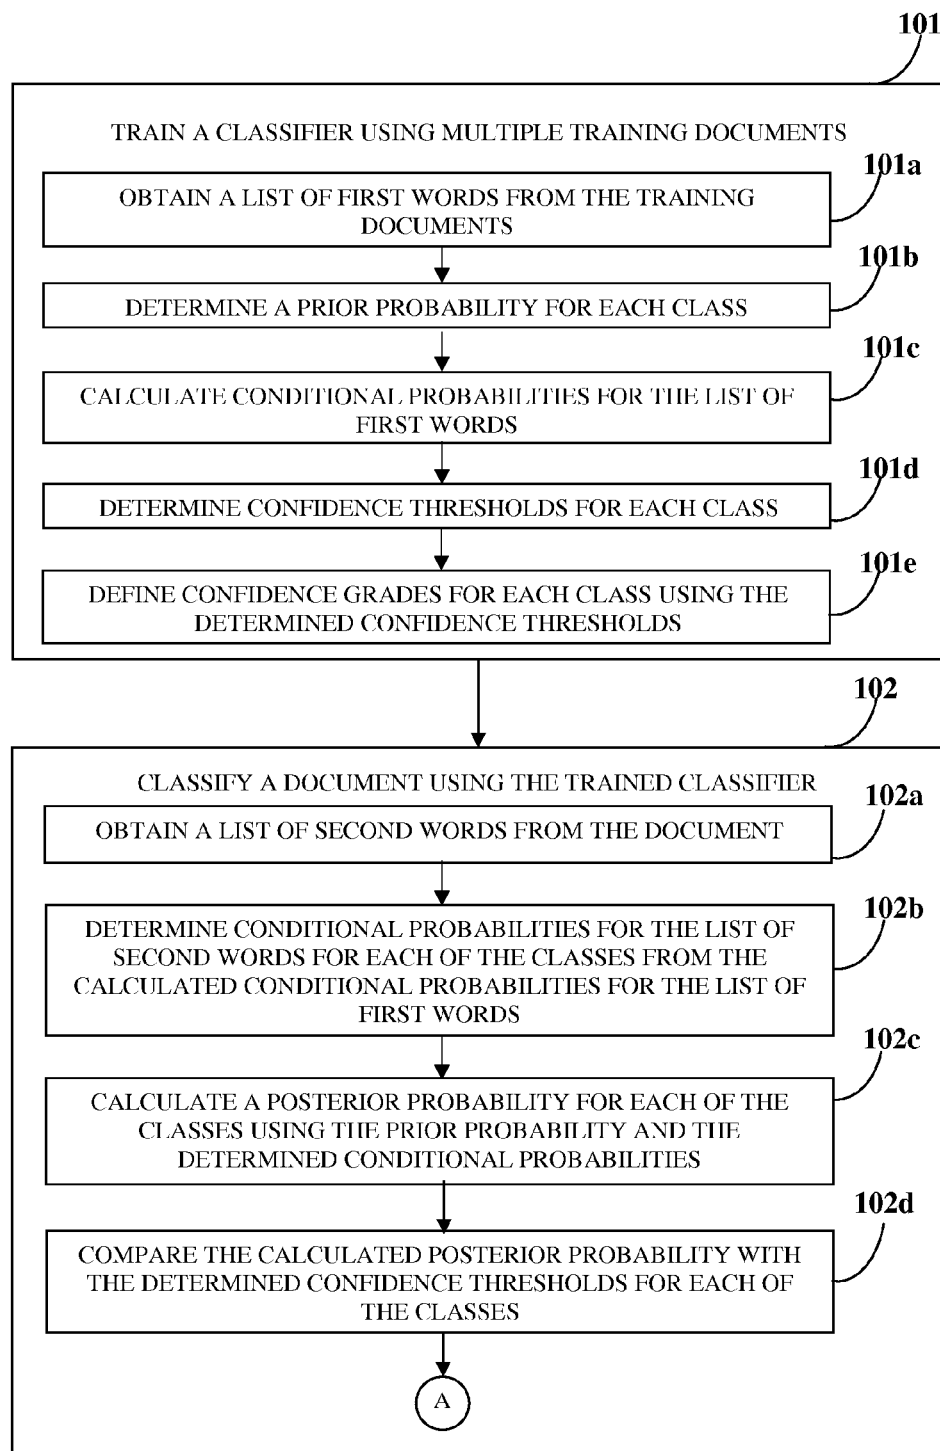 101
TRAIN A CLASSIFIER USING MULTIPLE TRAINING DOCUMENTS
101a
OBTAIN A LIST OF FIRST WORDS FROM THE TRAINING
DOCUMENTS
101b
DETERMINE A PRIOR PROBABILITY FOR EACH CLASS
101c
CALCULATE CONDITIONAL PROBABILITIES FOR THE LIST OF
FIRST WORDS
101d
DETERMINE CONFIDENCE THRESHOLDS FOR EACH CLASS
101e
DEFINE CONFIDENCE GRADES FOR EACH CLASS USING THE
DETERMINED CONFIDENCE THRESHOLDS
102
CLASSIFY A DOCUMENT USING THE TRAINED CLASSIFIER
102a
OBTAIN A LIST OF SECOND WORDS FROM THE DOCUMENT
102b
DETERMINE CONDITIONAL PROBABILITIES FOR THE LIST OF
SECOND WORDS FOR EACH OF THE CLASSES FROM THE
CALCULATED CONDITIONAL PROBABILITIES FOR THE LIST OF
FIRST WORDS
102c
CALCULATE A POSTERIOR PROBABILITY FOR EACH OF THE
CLASSES USING THE PRIOR PROBABILITY AND THE
DETERMINED CONDITIONAL PROBABILITIES
102d
COMPARE THE CALCULATED POSTERIOR PROBABILITY WITH
THE DETERMINED CONFIDENCE THRESHOLDS FOR EACH OF
THE CLASSES
A